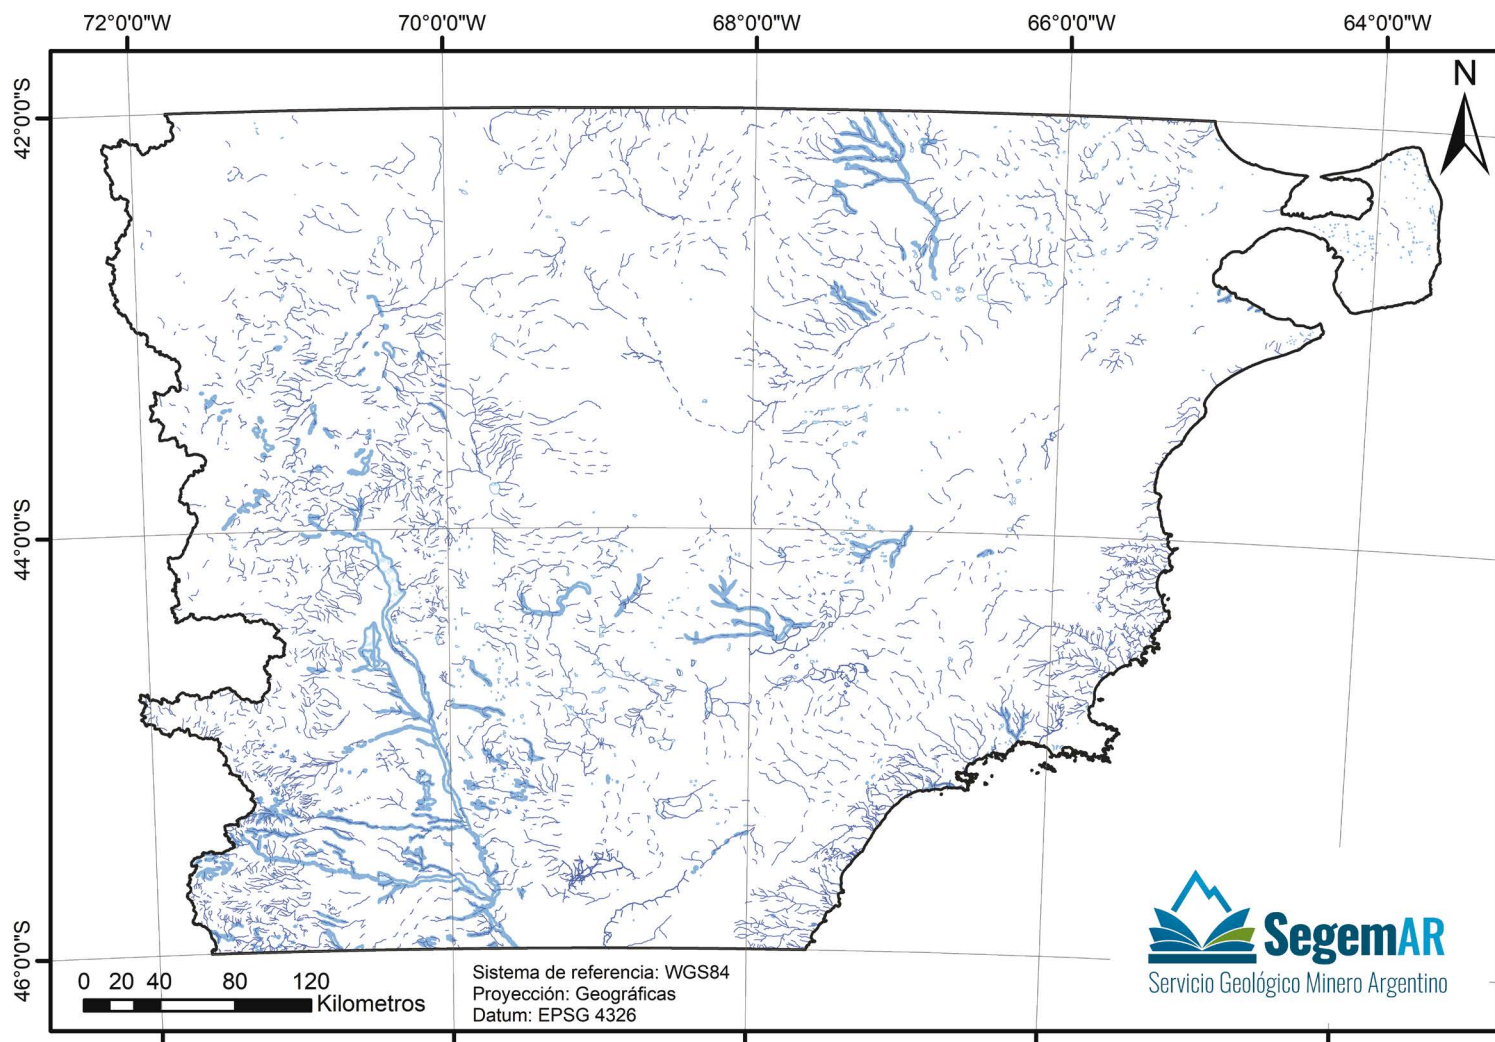 72°0'0"W 70°0'0"W 68°0'0"W 66°0'0"W 64°0'0"W
N
42°0'0"S
44°0'0"S
46°0'0"S
0 20 40 80 120
Kilometros
Sistema de referencia: WGS84
Proyección: Geográficas
Datum: EPSG 4326
SegemAR
Servicio Geológico Minero Argentino